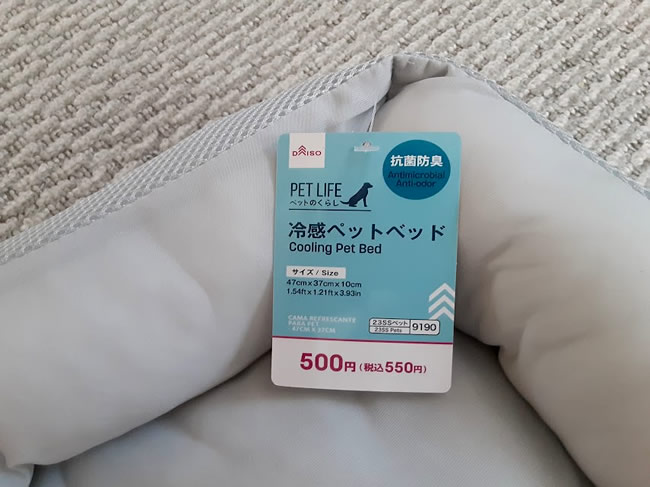 DAISO
抗菌防臭
Antimicrobial
Anti-odor
PET LIFE
ペットのくらし
冷感ペットベッド
Cooling Pet Bed
サイズ / Size
47cm x 37cm x 10cm
1.54ft x 1.21ft x 3.93in
CAMA REFRESCANTE
PARA PET
47CM X 37CM
23SSペット
23SS Pets
9190
500円(税込550円)